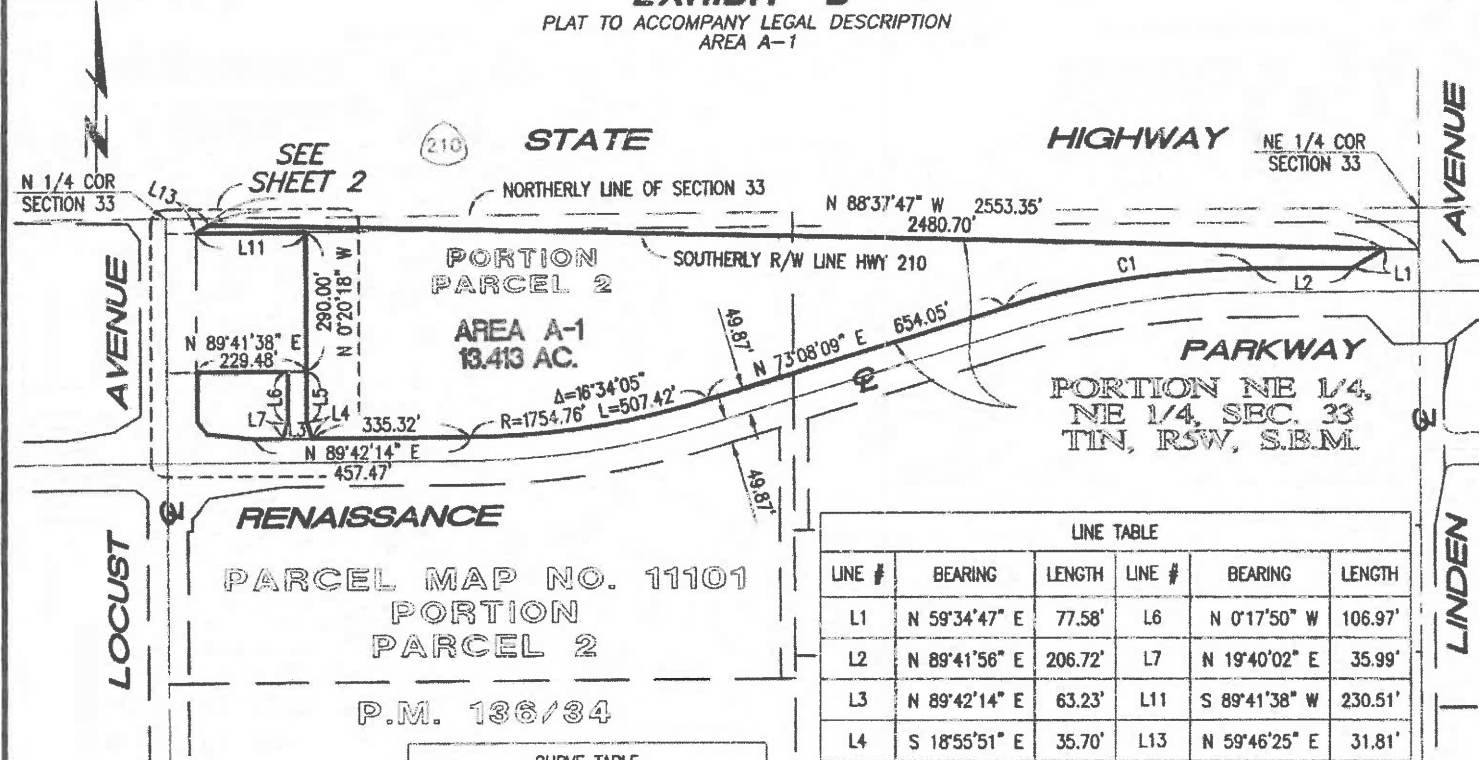 PLAT TO ACCOMPANY LEGAL DESCRIPTION
AREA A-1
N 1/4 COR
SECTION 33
L13
SEE
SHEET 2
210
STATE
HIGHWAY
NE 1/4 COR
SECTION 33
AVENUE
NORTHERLY LINE OF SECTION 33
N 88°37'47" W 2553.35'
2480.70'
SOUTHERLY R/W LINE HWY 210
L11
290.00'
N 0°20'18" W
PORTION
PARCEL 2
AREA A-1
13.413 AC.
C1
L2
L1
AVENUE
N 89°41'38" E
229.48'
L6
L5
L7
L3
L4
335.32'
N 89°42'14" E
457.47'
Δ=16°34'05"
R=1754.76' L=507.42'
49.87'
N 73°08'09" E 654.05'
49.87'
PARKWAY
PORTION NE 1/4,
NE 1/4, SEC. 33
T1N, R5W, S.B.M.
RENAISSANCE
LOCUST
LINDEN
PARCEL MAP NO. 11101
PORTION
PARCEL 2
P.M. 136/34
LINE TABLE
LINE # BEARING LENGTH LINE # BEARING LENGTH
L1 N 59°34'47" E 77.58' L6 N 0°17'50" W 106.97'
L2 N 89°41'56" E 206.72' L7 N 19°40'02" E 35.99'
L3 N 89°42'14" E 63.23' L11 S 89°41'38" W 230.51'
L4 S 18°55'51" E 35.70' L13 N 59°46'25" E 31.81'